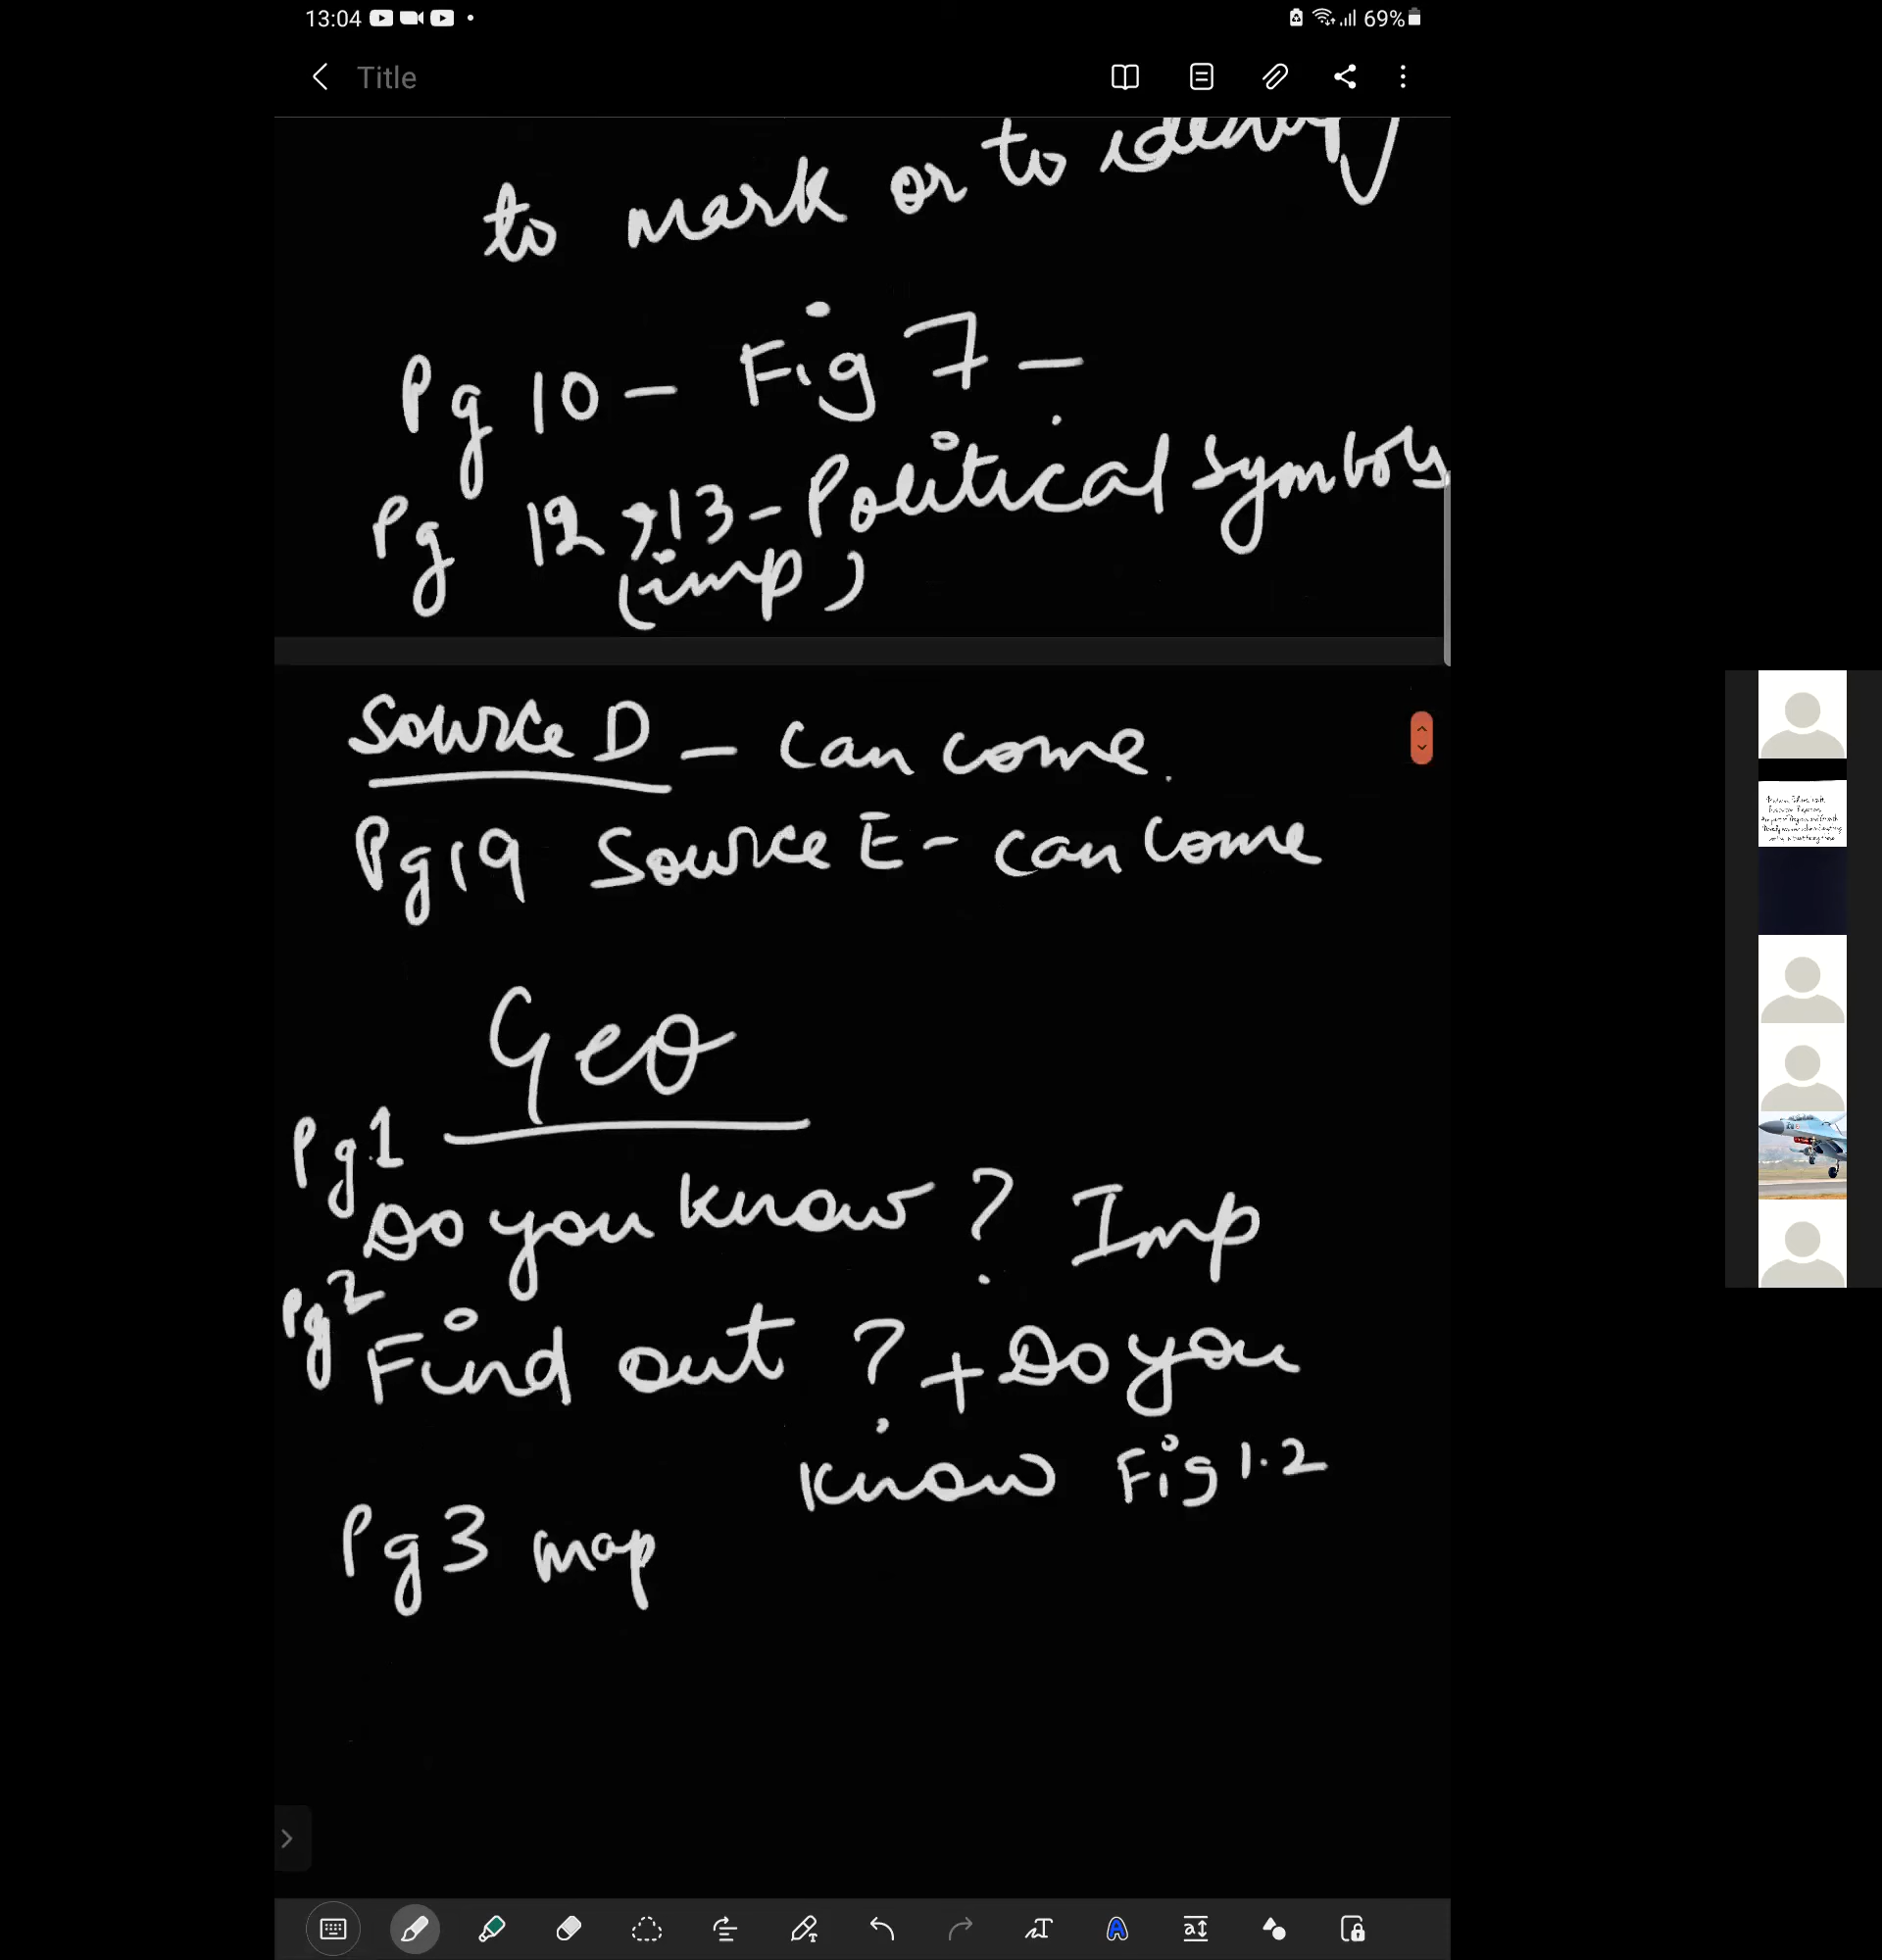 13:04
69%
Title
to mark or to identify
Pg 10 - Fig 7 -
Pg 12, 13 - Political symbols
(imp)
Source D - can come.
Pg 19 Source E - can come
Geo
Pg 1
Do you know? Imp
Pg 2
Find out? + Do you
know Fig 1.2
Pg 3 map